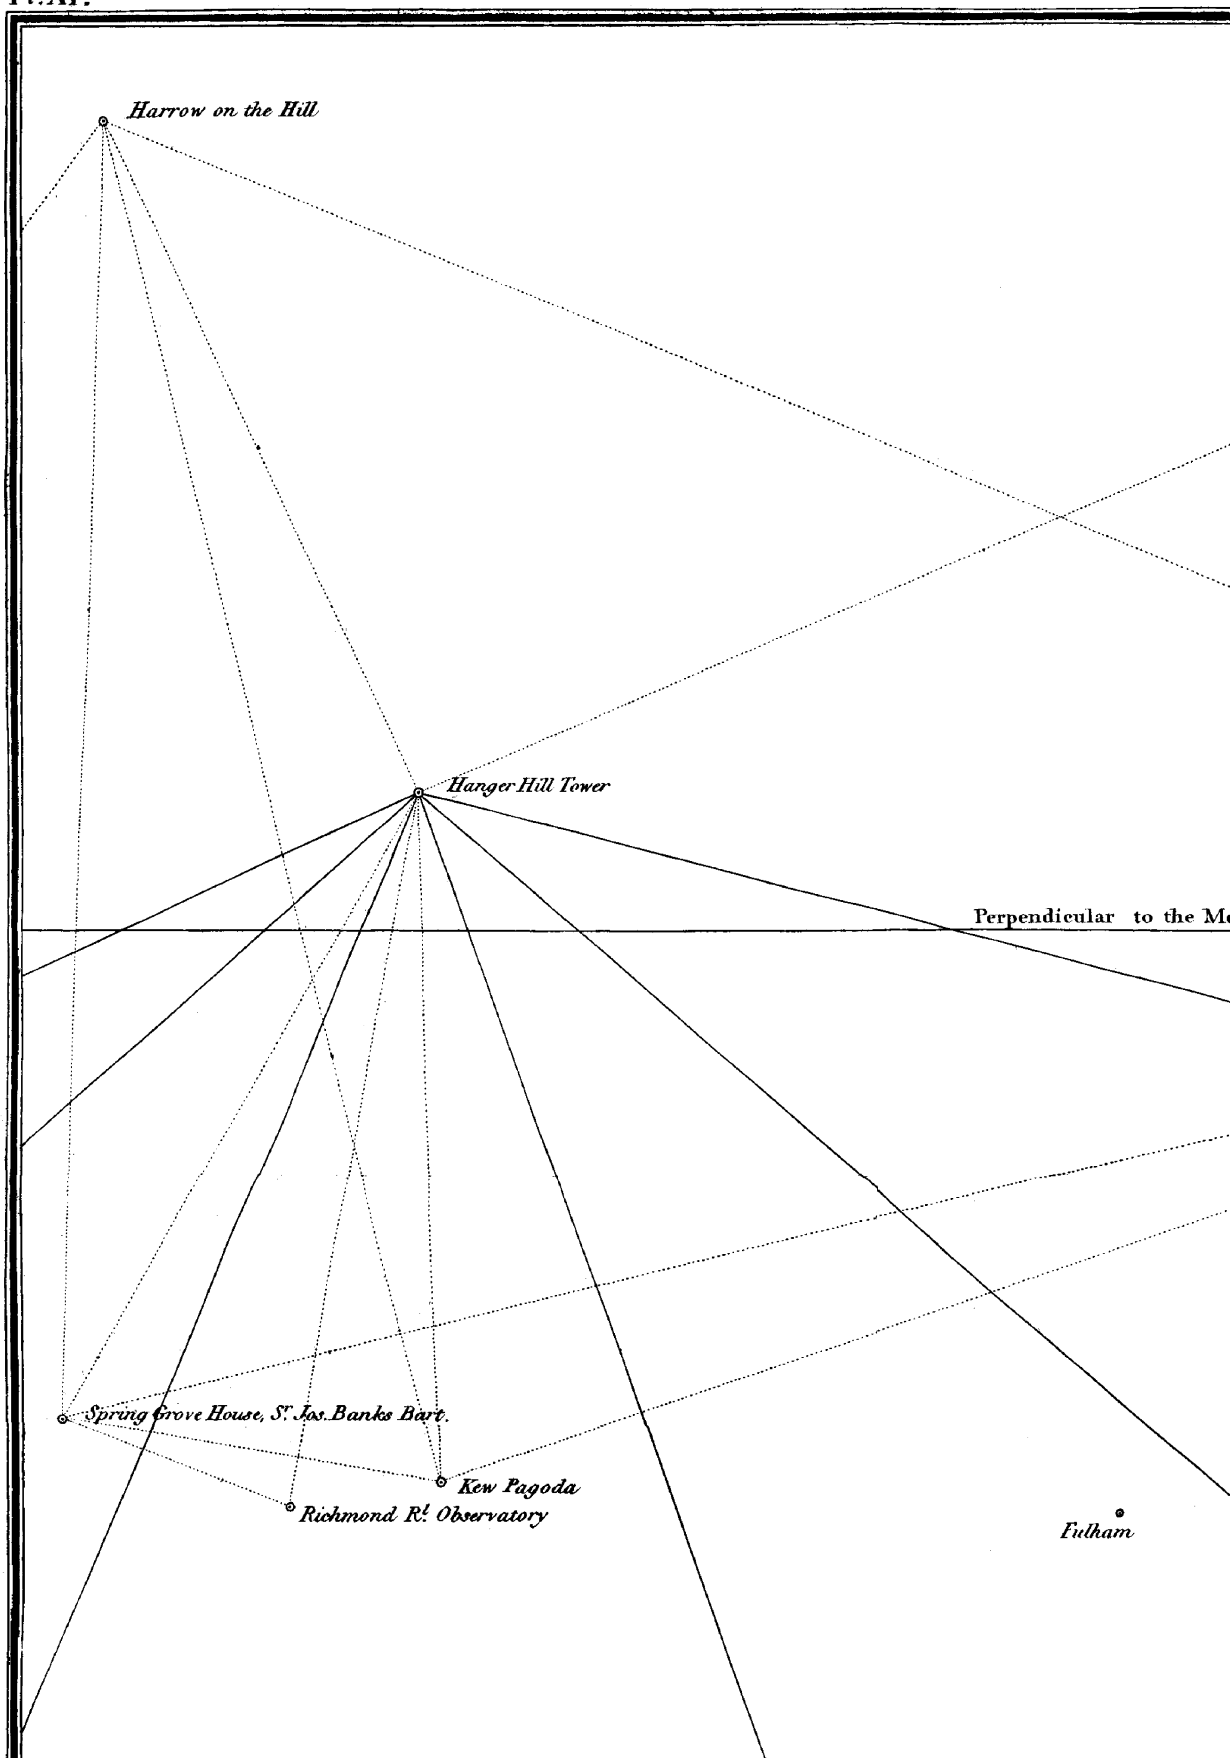 Harrow on the Hill
Hanger Hill Tower
Perpendicular to the
Spring Grove House, Sr. Jos. Banks Bart.
Kew Pagoda
Richmond Rl. Observatory
Fulham